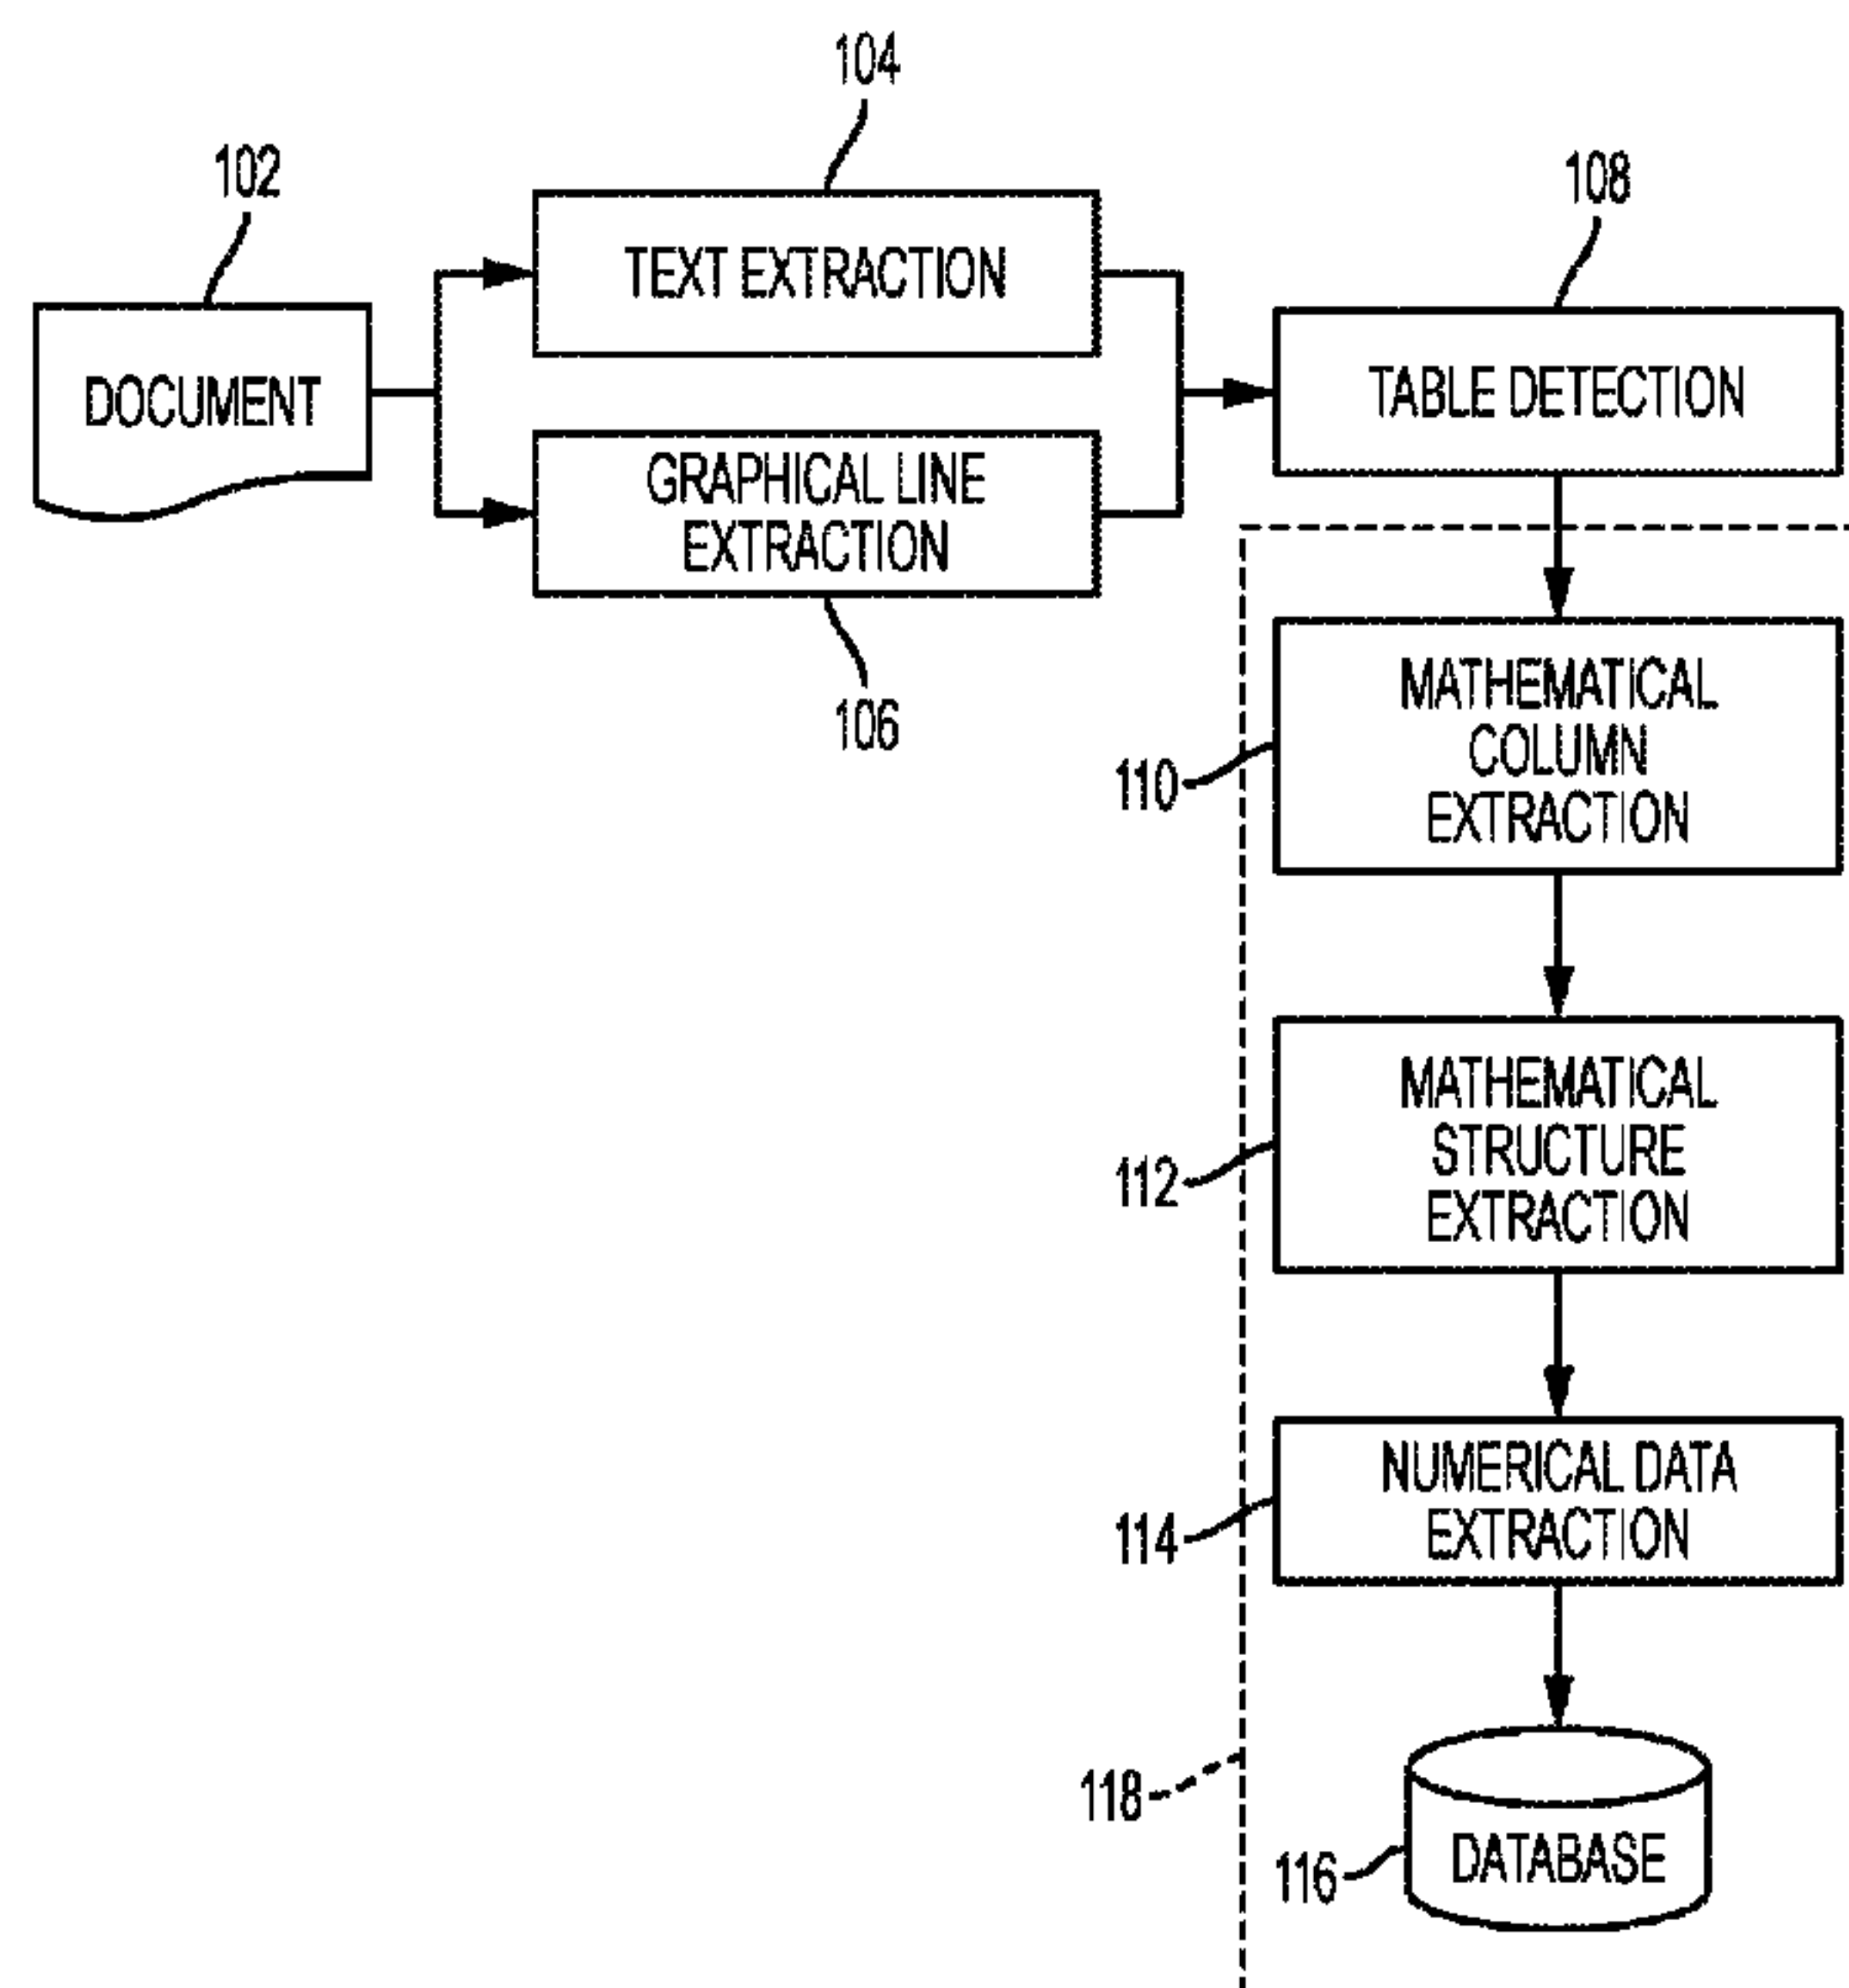 104
102
108
TEXT EXTRACTION
DOCUMENT
TABLE DETECTION
GRAPHICAL LINE
EXTRACTION
106
110
MATHEMATICAL
COLUMN
EXTRACTION
112
MATHEMATICAL
STRUCTURE
EXTRACTION
114
NUMERICAL DATA
EXTRACTION
118
116
DATABASE